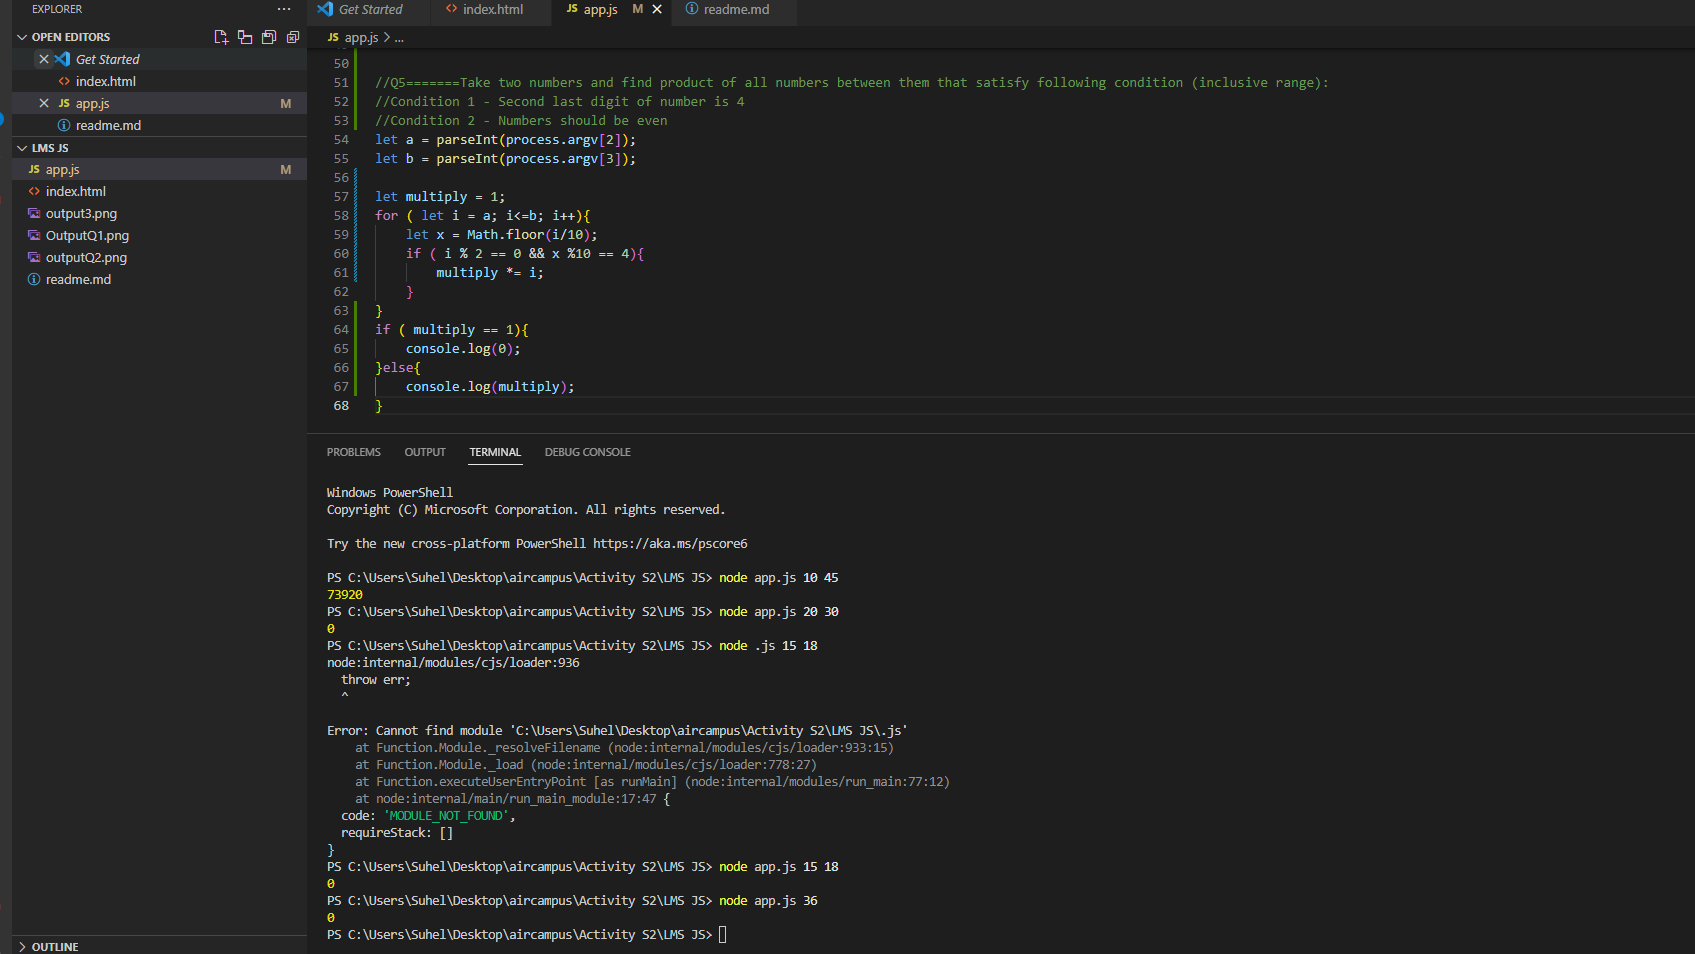 EXPLORER ···
OPEN EDITORS
Get Started
index.html
app.js M
readme.md
LMS JS
app.js M
index.html
output3.png
OutputQ1.png
outputQ2.png
readme.md
OUTLINE
Get Started index.html JS app.js M readme.md
JS app.js > ...
50
51 //Q5=======Take two numbers and find product of all numbers between them that satisfy following condition (inclusive range):
52 //Condition 1 - Second last digit of number is 4
53 //Condition 2 - Numbers should be even
54 let a = parseInt(process.argv[2]);
55 let b = parseInt(process.argv[3]);
56
57 let multiply = 1;
58 for ( let i = a; i<=b; i++){
59 let x = Math.floor(i/10);
60 if ( i % 2 == 0 && x %10 == 4){
61 multiply *= i;
62 }
63 }
64 if ( multiply == 1){
65 console.log(0);
66 }else{
67 console.log(multiply);
68 }
PROBLEMS OUTPUT TERMINAL DEBUG CONSOLE
Windows PowerShell
Copyright (C) Microsoft Corporation. All rights reserved.
Try the new cross-platform PowerShell https://aka.ms/pscore6
PS C:\Users\Suhel\Desktop\aircampus\Activity S2\LMS JS> node app.js 10 45
73920
PS C:\Users\Suhel\Desktop\aircampus\Activity S2\LMS JS> node app.js 20 30
0
PS C:\Users\Suhel\Desktop\aircampus\Activity S2\LMS JS> node .js 15 18
node:internal/modules/cjs/loader:936
throw err;
^
Error: Cannot find module 'C:\Users\Suhel\Desktop\aircampus\Activity S2\LMS JS\.js'
at Function.Module._resolveFilename (node:internal/modules/cjs/loader:933:15)
at Function.Module._load (node:internal/modules/cjs/loader:778:27)
at Function.executeUserEntryPoint [as runMain] (node:internal/modules/run_main:77:12)
at node:internal/main/run_main_module:17:47 {
code: 'MODULE_NOT_FOUND',
requireStack: []
}
PS C:\Users\Suhel\Desktop\aircampus\Activity S2\LMS JS> node app.js 15 18
0
PS C:\Users\Suhel\Desktop\aircampus\Activity S2\LMS JS> node app.js 36
0
PS C:\Users\Suhel\Desktop\aircampus\Activity S2\LMS JS>